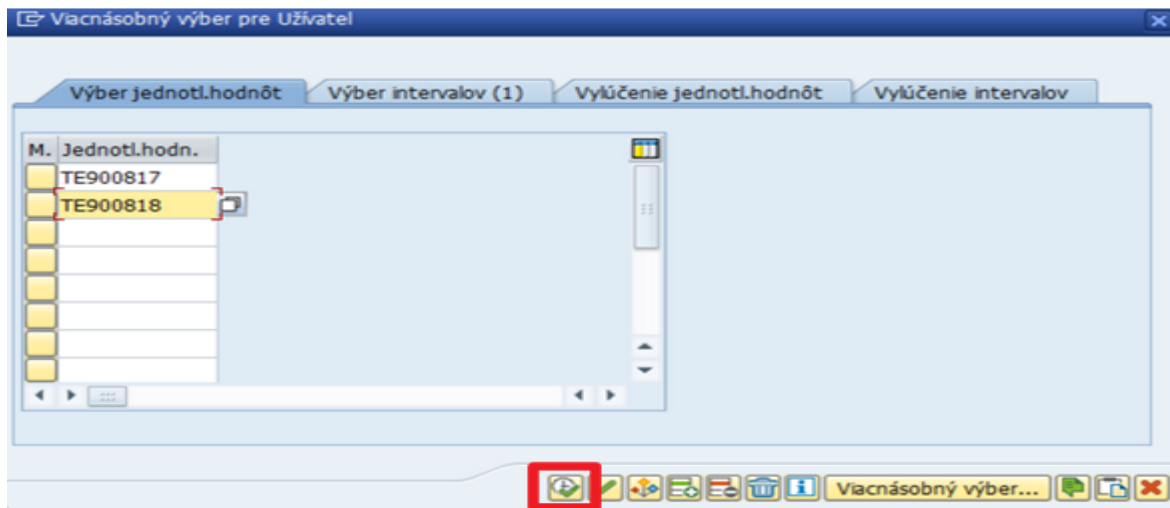 Viacnásobný výber pre Užívatel
Výber jednotl.hodnôt Výber intervalov (1) Vylúčenie jednotl.hodnôt Vylúčenie intervalov
M. Jednotl.hodn.
TE900817
TE900818
Viacnásobný výber...